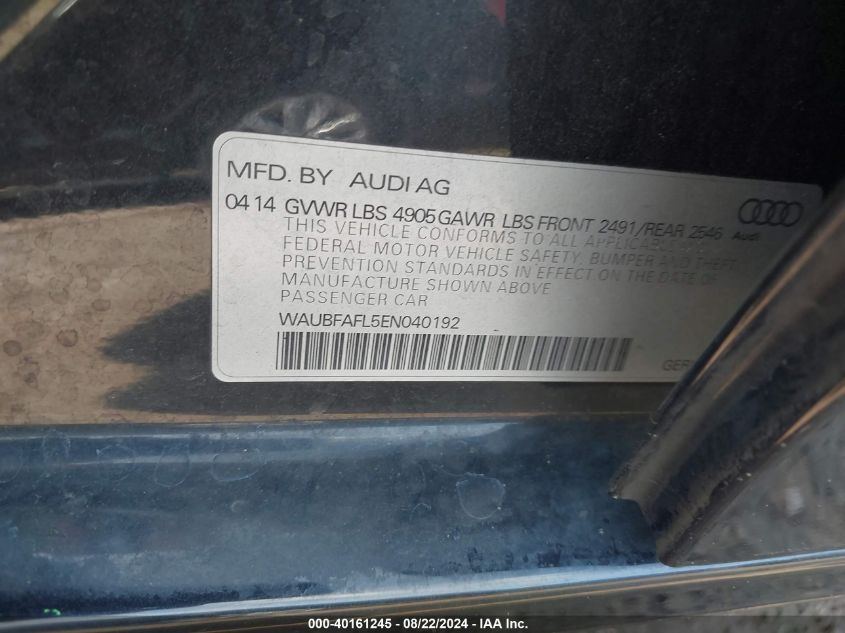 MFD. BY AUDI AG
04 14 GVWR LBS 4905 GAWR LBS FRONT 2491/REAR 2546
Audi
THIS VEHICLE CONFORMS TO ALL
FEDERAL MOTOR VEHICLE SAFETY, BUMPER AND THEFT
PREVENTION STANDARDS IN EFFECT ON THE DATE OF
MANUFACTURE SHOWN ABOVE
PASSENGER CAR
WAUBFAFL5EN040192
000-40161245 - 08/22/2024 - IAA Inc.